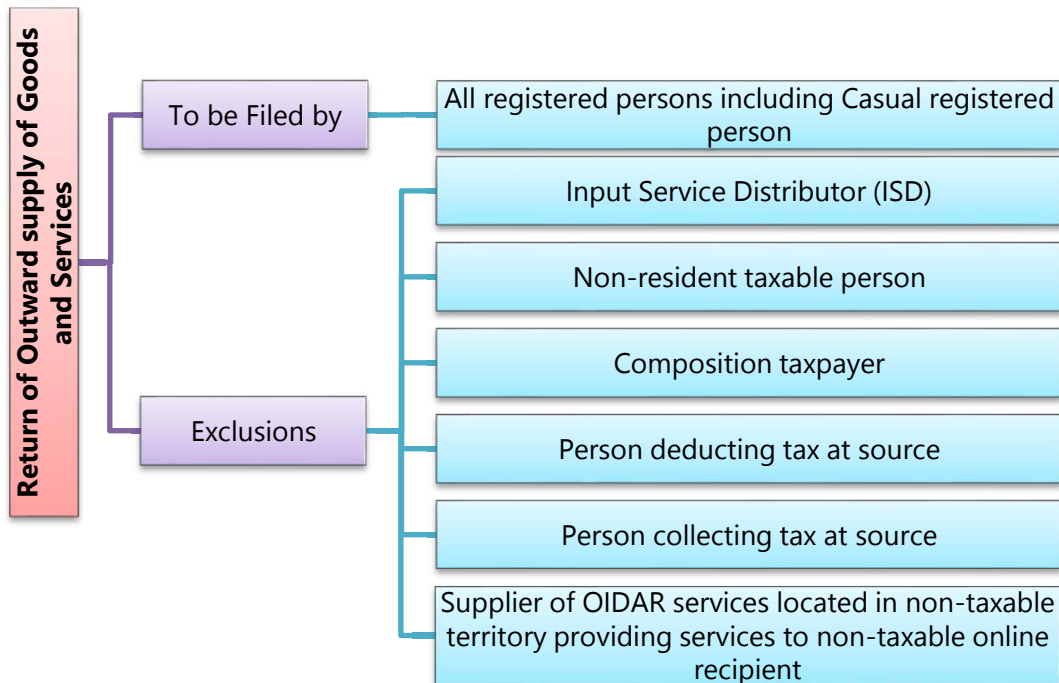 Return of Outward supply of Goods
and Services
To be Filed by
All registered persons including Casual registered
person
Exclusions
Input Service Distributor (ISD)
Non-resident taxable person
Composition taxpayer
Person deducting tax at source
Person collecting tax at source
Supplier of OIDAR services located in non-taxable
territory providing services to non-taxable online
recipient